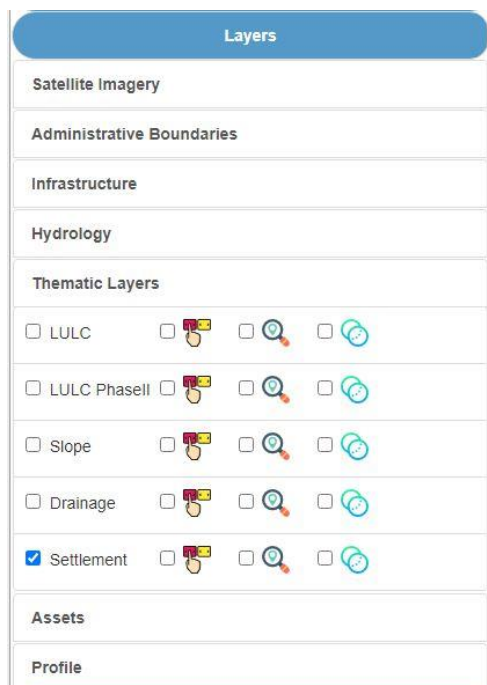 Layers
Satellite Imagery
Administrative Boundaries
Infrastructure
Hydrology
Thematic Layers
LULC
LULC PhaseII
Slope
Drainage
Settlement
Assets
Profile